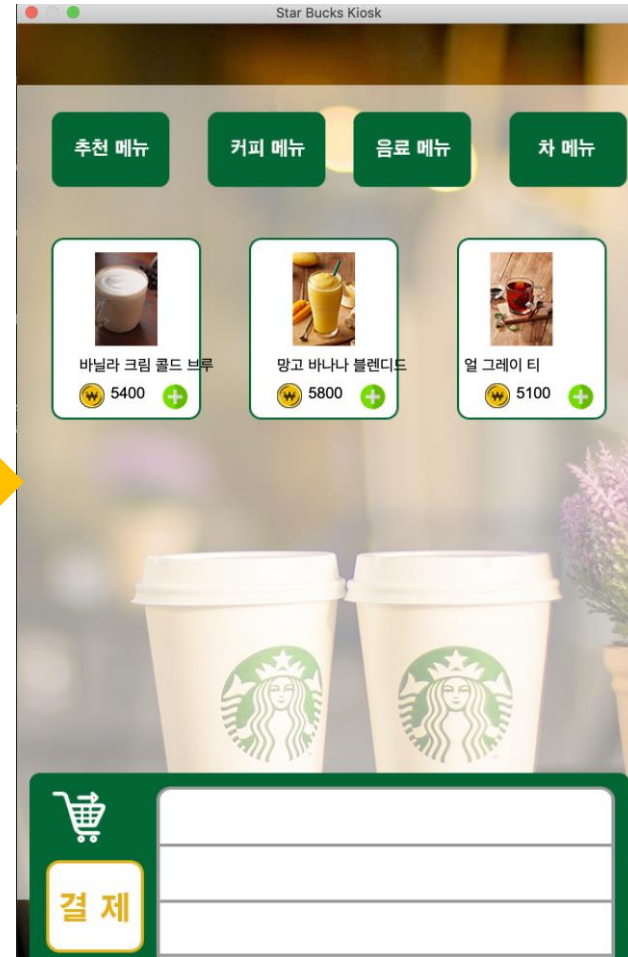 Star Bucks Kiosk
추천 메뉴
커피 메뉴
음료 메뉴
차 메뉴
바닐라 크림 콜드 브루
망고 바나나 블렌디드
얼 그레이 티
₩ 5400
₩ 5800
₩ 5100
결 제